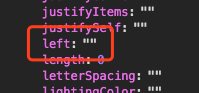 justifyItems: ""
justifySelf: ""
left: ""
length: 0
letterSpacing: ""
lightingColor: ""